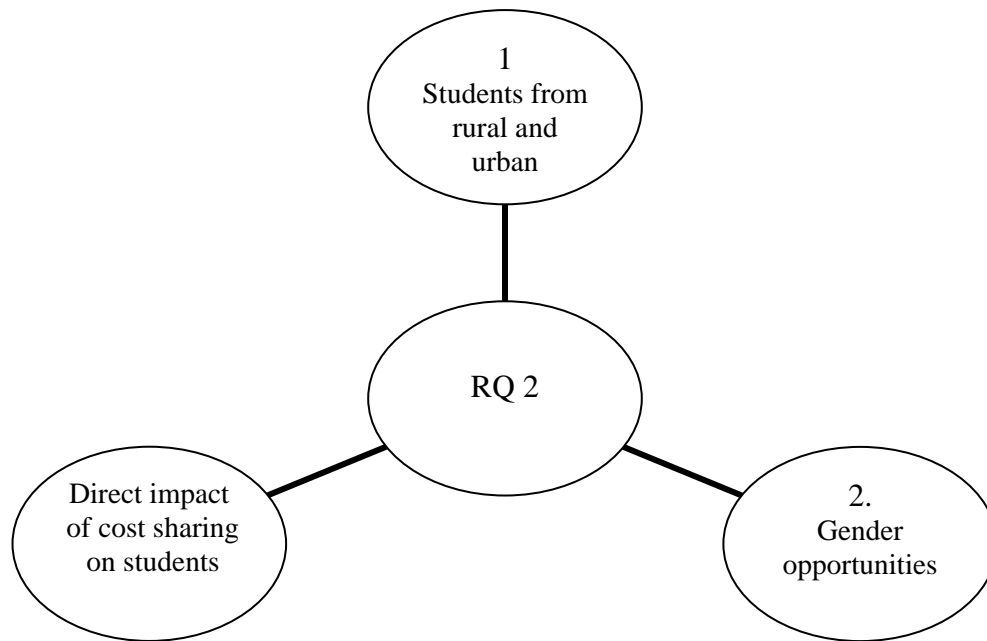 1
Students from
rural and
urban
RQ 2
Direct impact
of cost sharing
on students
2.
Gender
opportunities